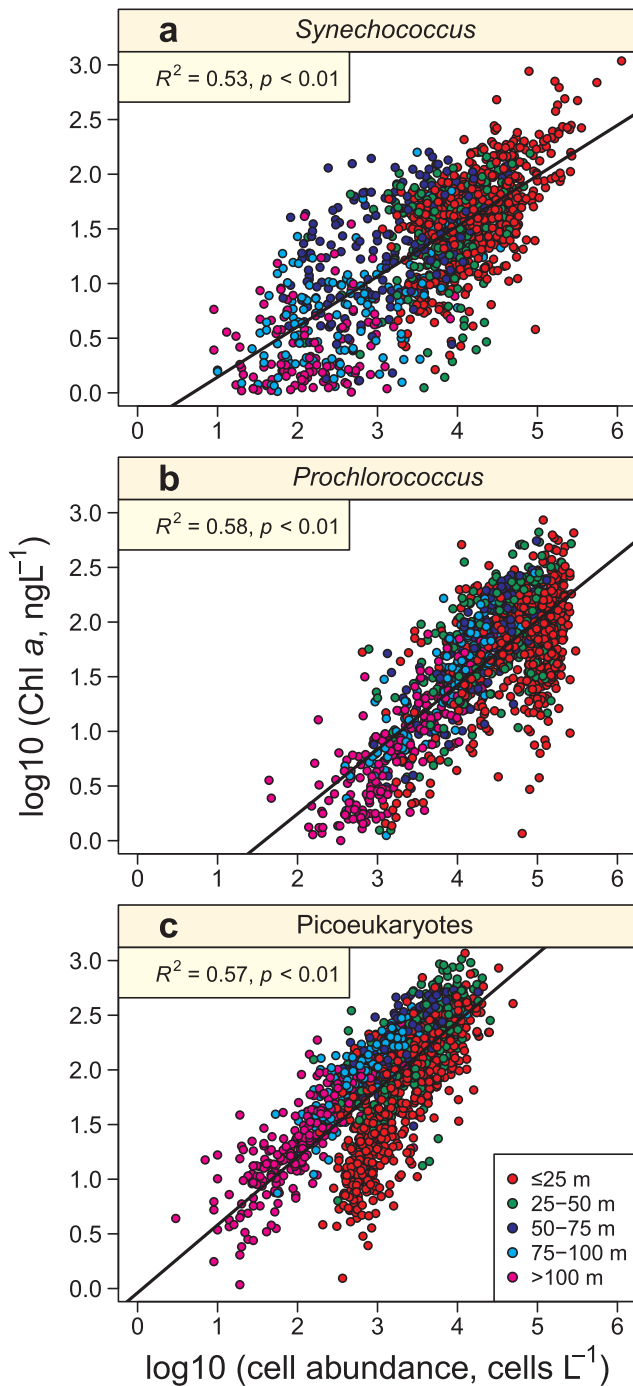 a Synechococcus
R² = 0.53, p < 0.01
3.0
2.5
2.0
1.5
1.0
0.5
0.0
0 1 2 3 4 5 6
b Prochlorococcus
R² = 0.58, p < 0.01
3.0
2.5
2.0
1.5
1.0
0.5
0.0
log10 (Chl a, ngL⁻¹)
0 1 2 3 4 5 6
c Picoeukaryotes
R² = 0.57, p < 0.01
3.0
2.5
2.0
1.5
1.0
0.5
0.0
≤25 m
25−50 m
50−75 m
75−100 m
>100 m
0 1 2 3 4 5 6
log10 (cell abundance, cells L⁻¹)